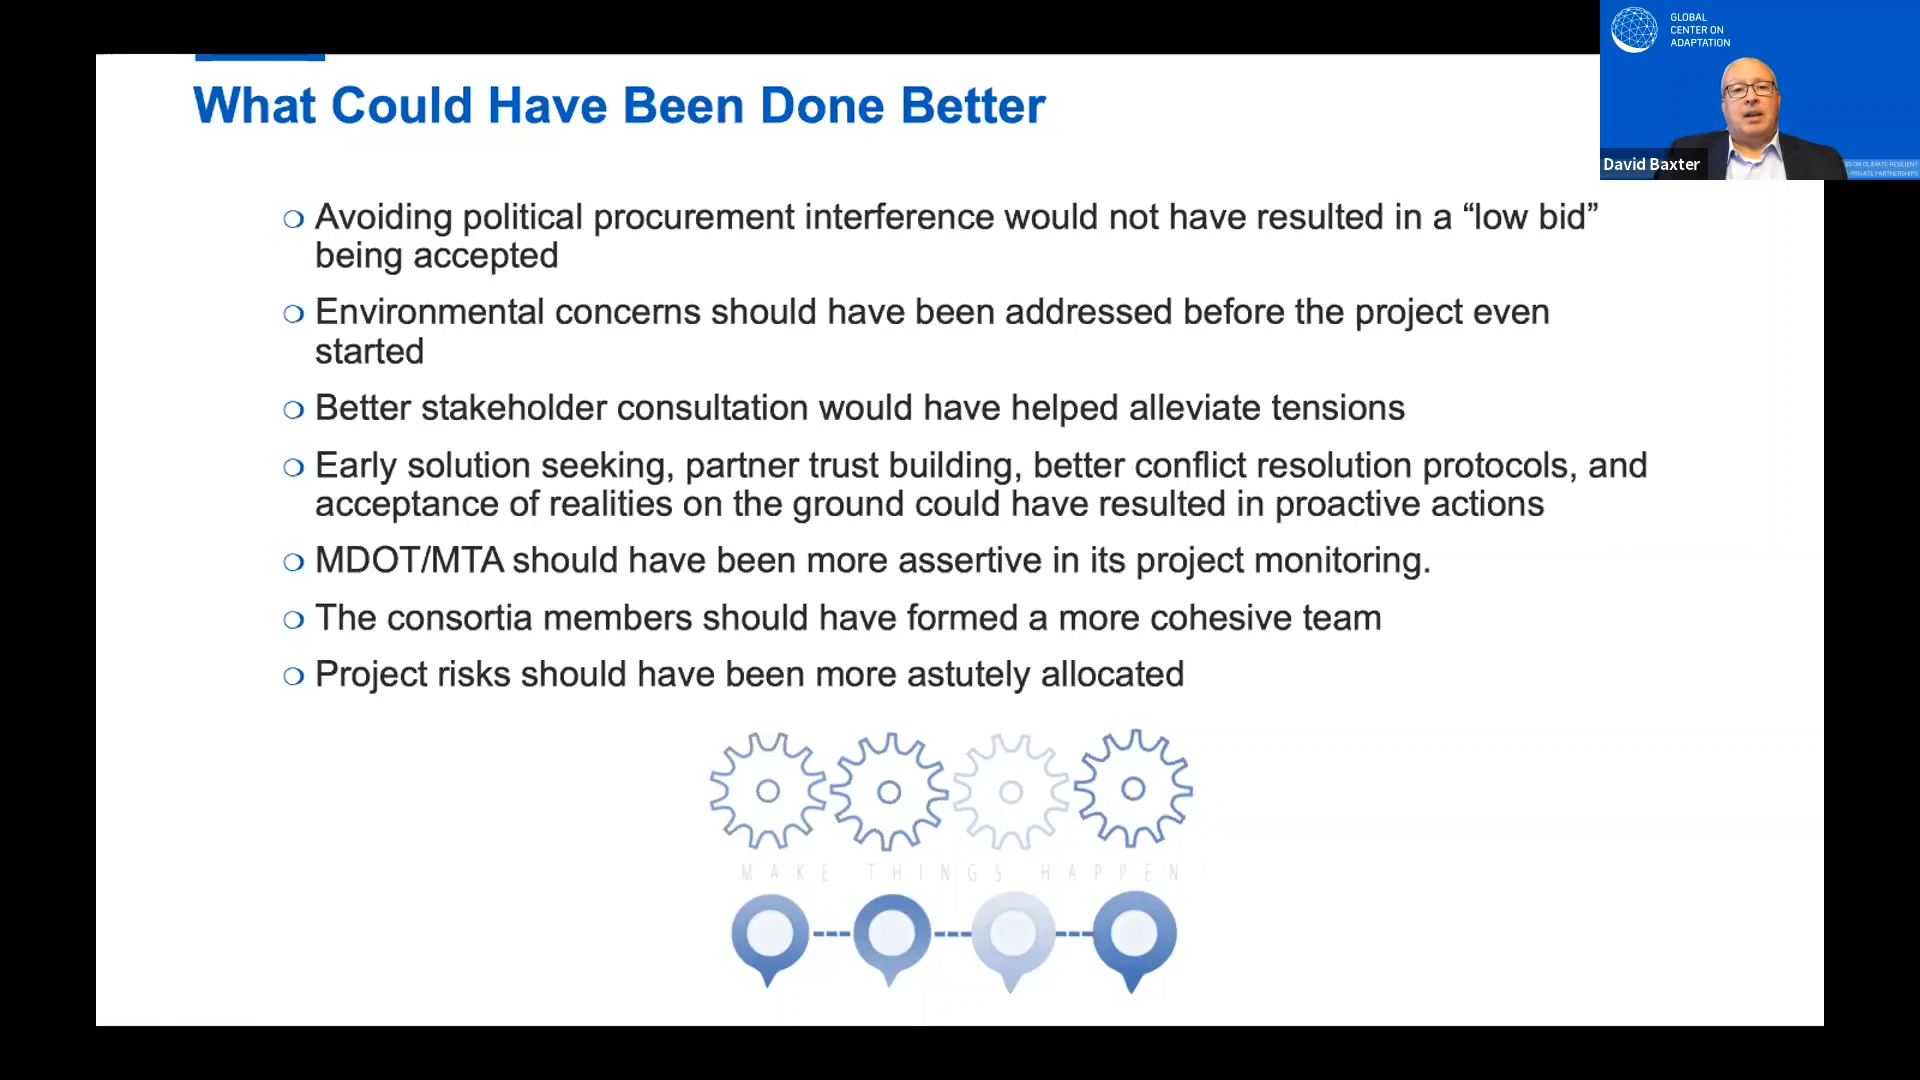 GLOBAL
CENTER ON
ADAPTATION
What Could Have Been Done Better
David Baxter
ON CLIMATE-RESILIENT
-PRIVATE PARTNERSHIPS
Avoiding political procurement interference would not have resulted in a “low bid”
being accepted
Environmental concerns should have been addressed before the project even
started
Better stakeholder consultation would have helped alleviate tensions
Early solution seeking, partner trust building, better conflict resolution protocols, and
acceptance of realities on the ground could have resulted in proactive actions
MDOT/MTA should have been more assertive in its project monitoring.
The consortia members should have formed a more cohesive team
Project risks should have been more astutely allocated
MAKE THINGS HAPPEN